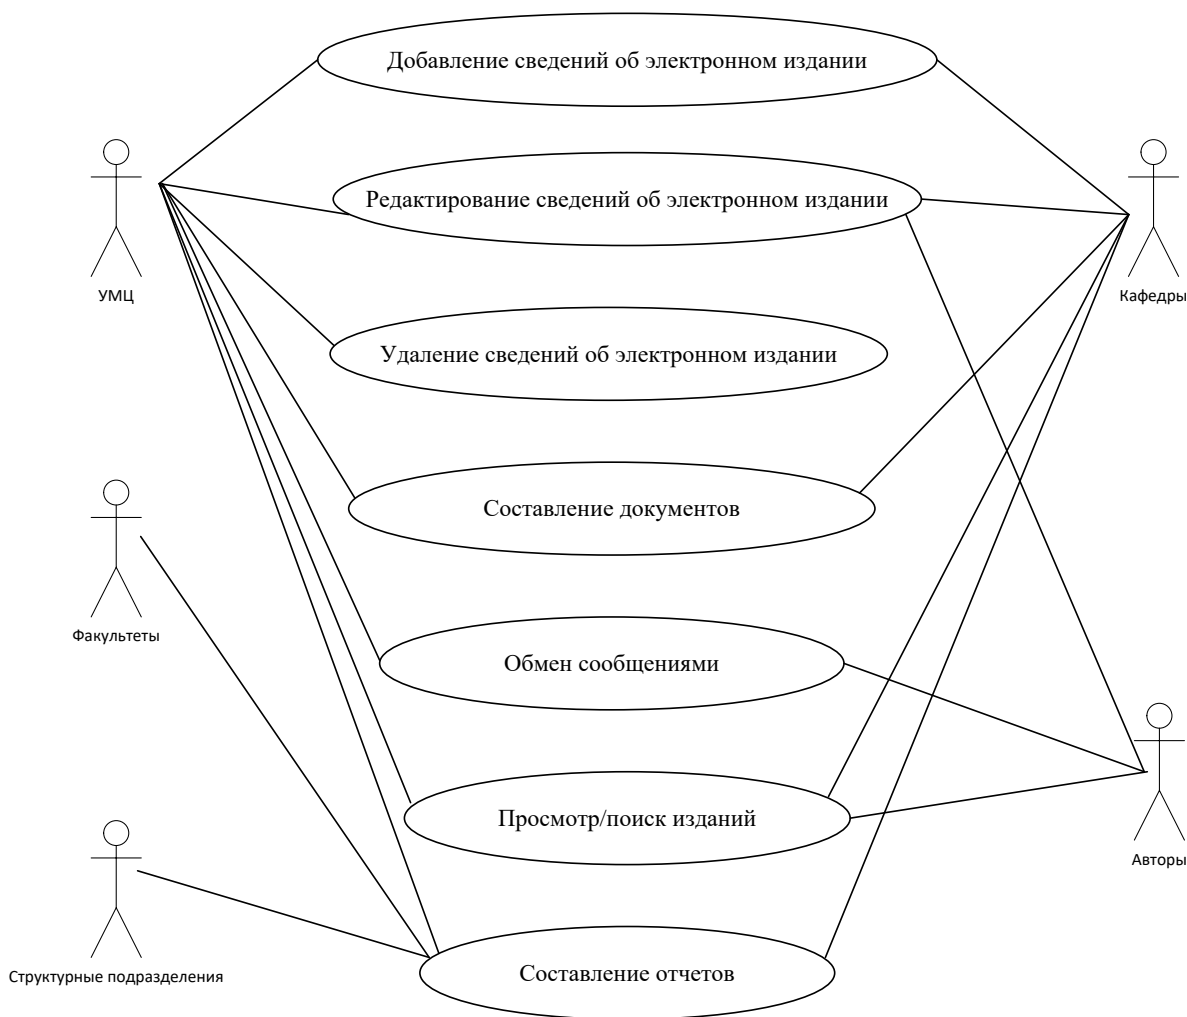 Добавление сведений об электронном издании
Редактирование сведений об электронном издании
УМЦ
Кафедры
Удаление сведений об электронном издании
Составление документов
Факультеты
Обмен сообщениями
Просмотр/поиск изданий
Авторы
Структурные подразделения
Составление отчетов